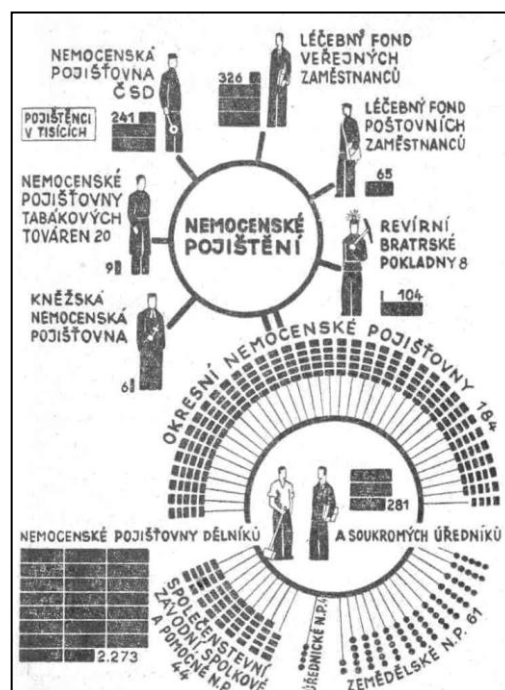 NEMOCENSKÁ
POJIŠŤOVNA
ČSD
POJIŠTĚNCI
V TISÍCÍCH
241
326
LÉČEBNÝ FOND
VEŘEJNÝCH
ZAMĚSTNANCŮ
LÉČEBNÝ FOND
POŠTOVNÍCH
ZAMĚSTNANCŮ
65
NEMOCENSKÉ
POJIŠŤOVNY
TABÁKOVÝCH
TOVÁREN 20
9
NEMOCENSKÉ
POJIŠTĚNÍ
REVÍRNÍ
BRATRSKÉ
POKLADNY 8
104
KNĚŽSKÁ
NEMOCENSKÁ
POJIŠŤOVNA
6
OKRESNÍ NEMOCENSKÉ POJIŠŤOVNY 184
281
NEMOCENSKÉ POJIŠŤOVNY DĚLNÍKŮ
A SOUKROMÝCH ÚŘEDNÍKŮ
2.273
SPOLEČENSTEVNÍ
ZÁVODNÍ SPOLKOVÉ
A POMOCNÉ N.P.
44
ÚŘEDNICKÉ N.P.
ZEMĚDĚLSKÉ N.P. 61